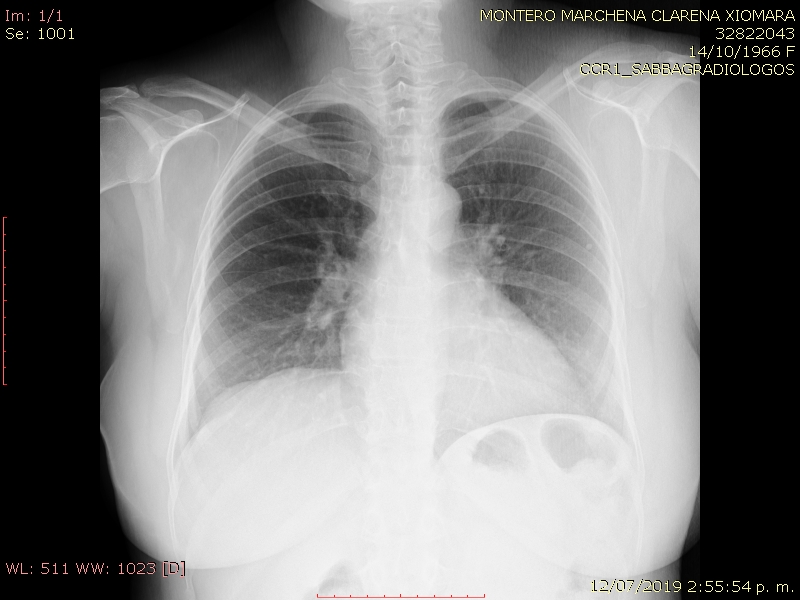 Im: 1/1
Se: 1001
MONTERO MARCHENA CLARENA XIOMARA
32822043
14/10/1966 F
CCR1_SABBAGRADIOLOGOS
WL: 511 WW: 1023 [D]
12/07/2019 2:55:54 p. m.